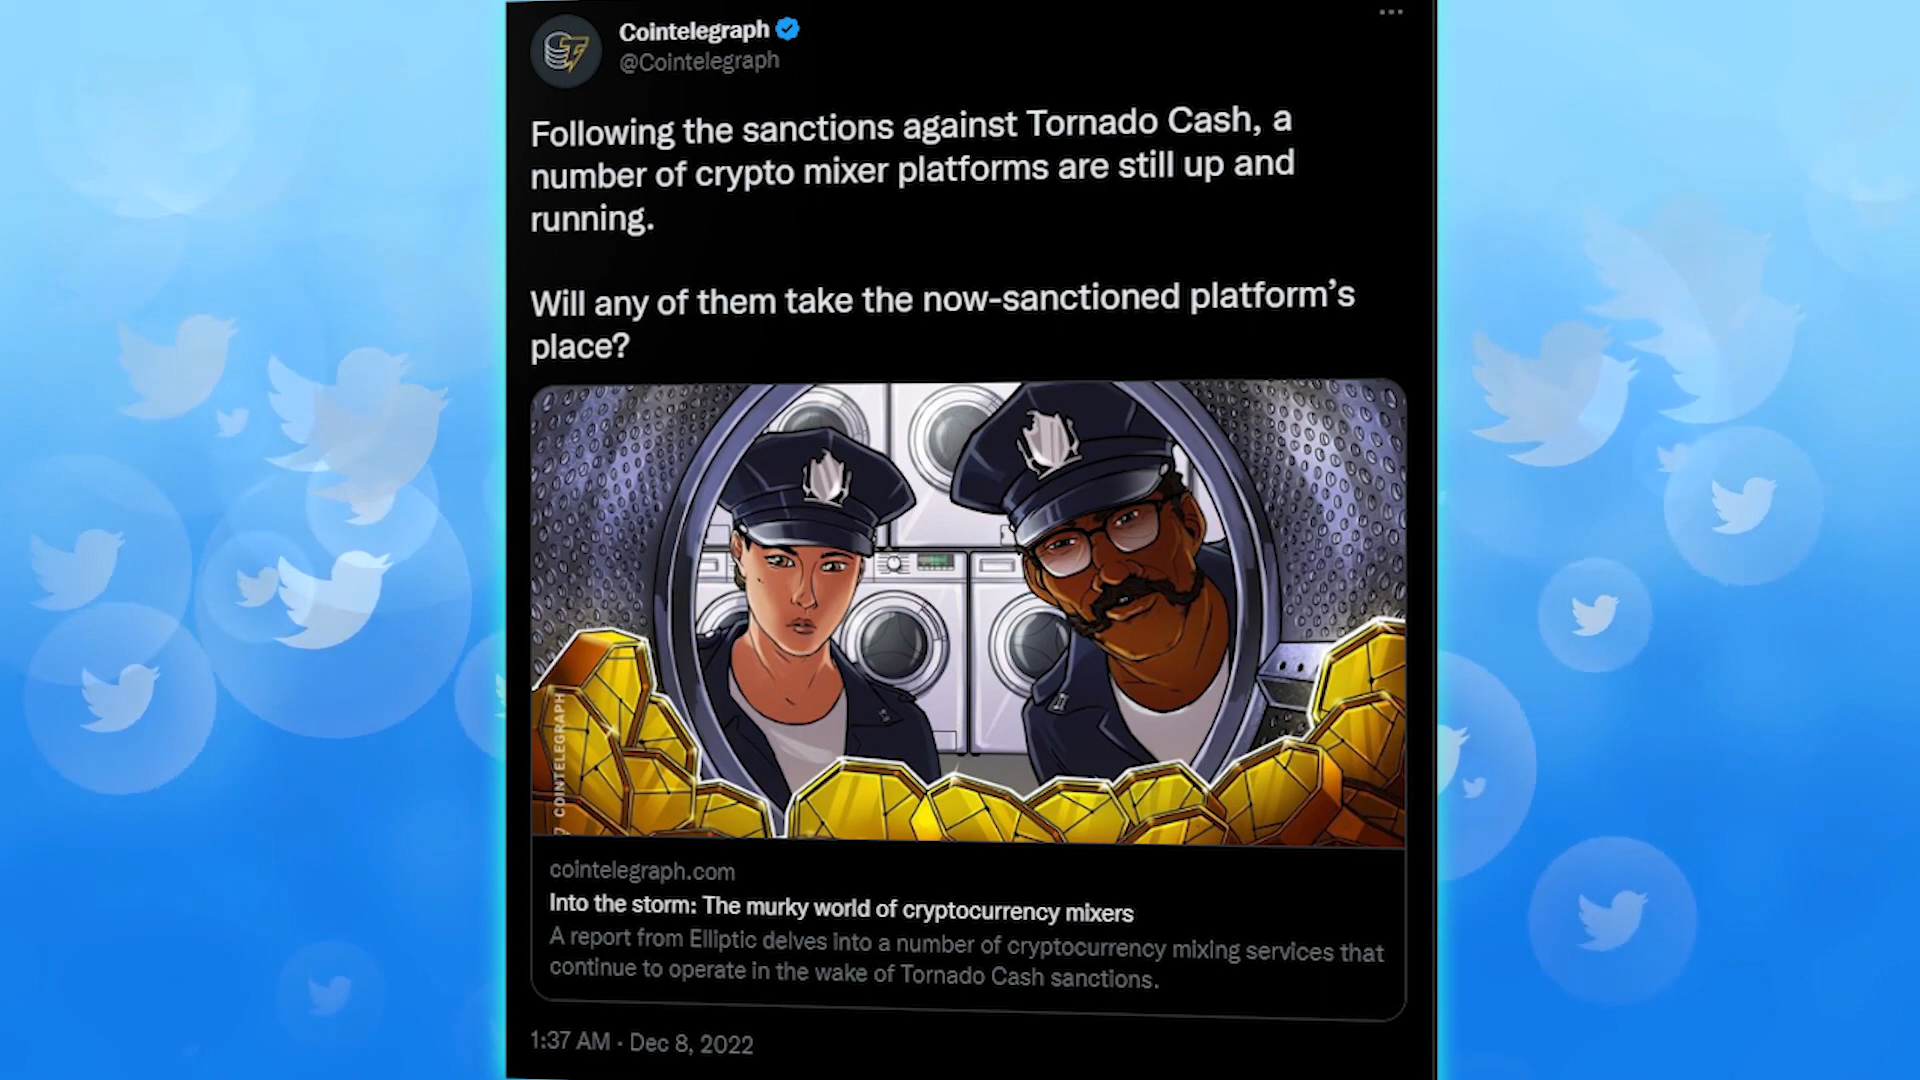 Cointelegraph
@Cointelegraph
Following the sanctions against Tornado Cash, a
number of crypto mixer platforms are still up and
running.
Will any of them take the now-sanctioned platform’s
place?
COINTELEGRAPH
cointelegraph.com
Into the storm: The murky world of cryptocurrency mixers
A report from Elliptic delves into a number of cryptocurrency mixing services that
continue to operate in the wake of Tornado Cash sanctions.
1:37 AM · Dec 8, 2022